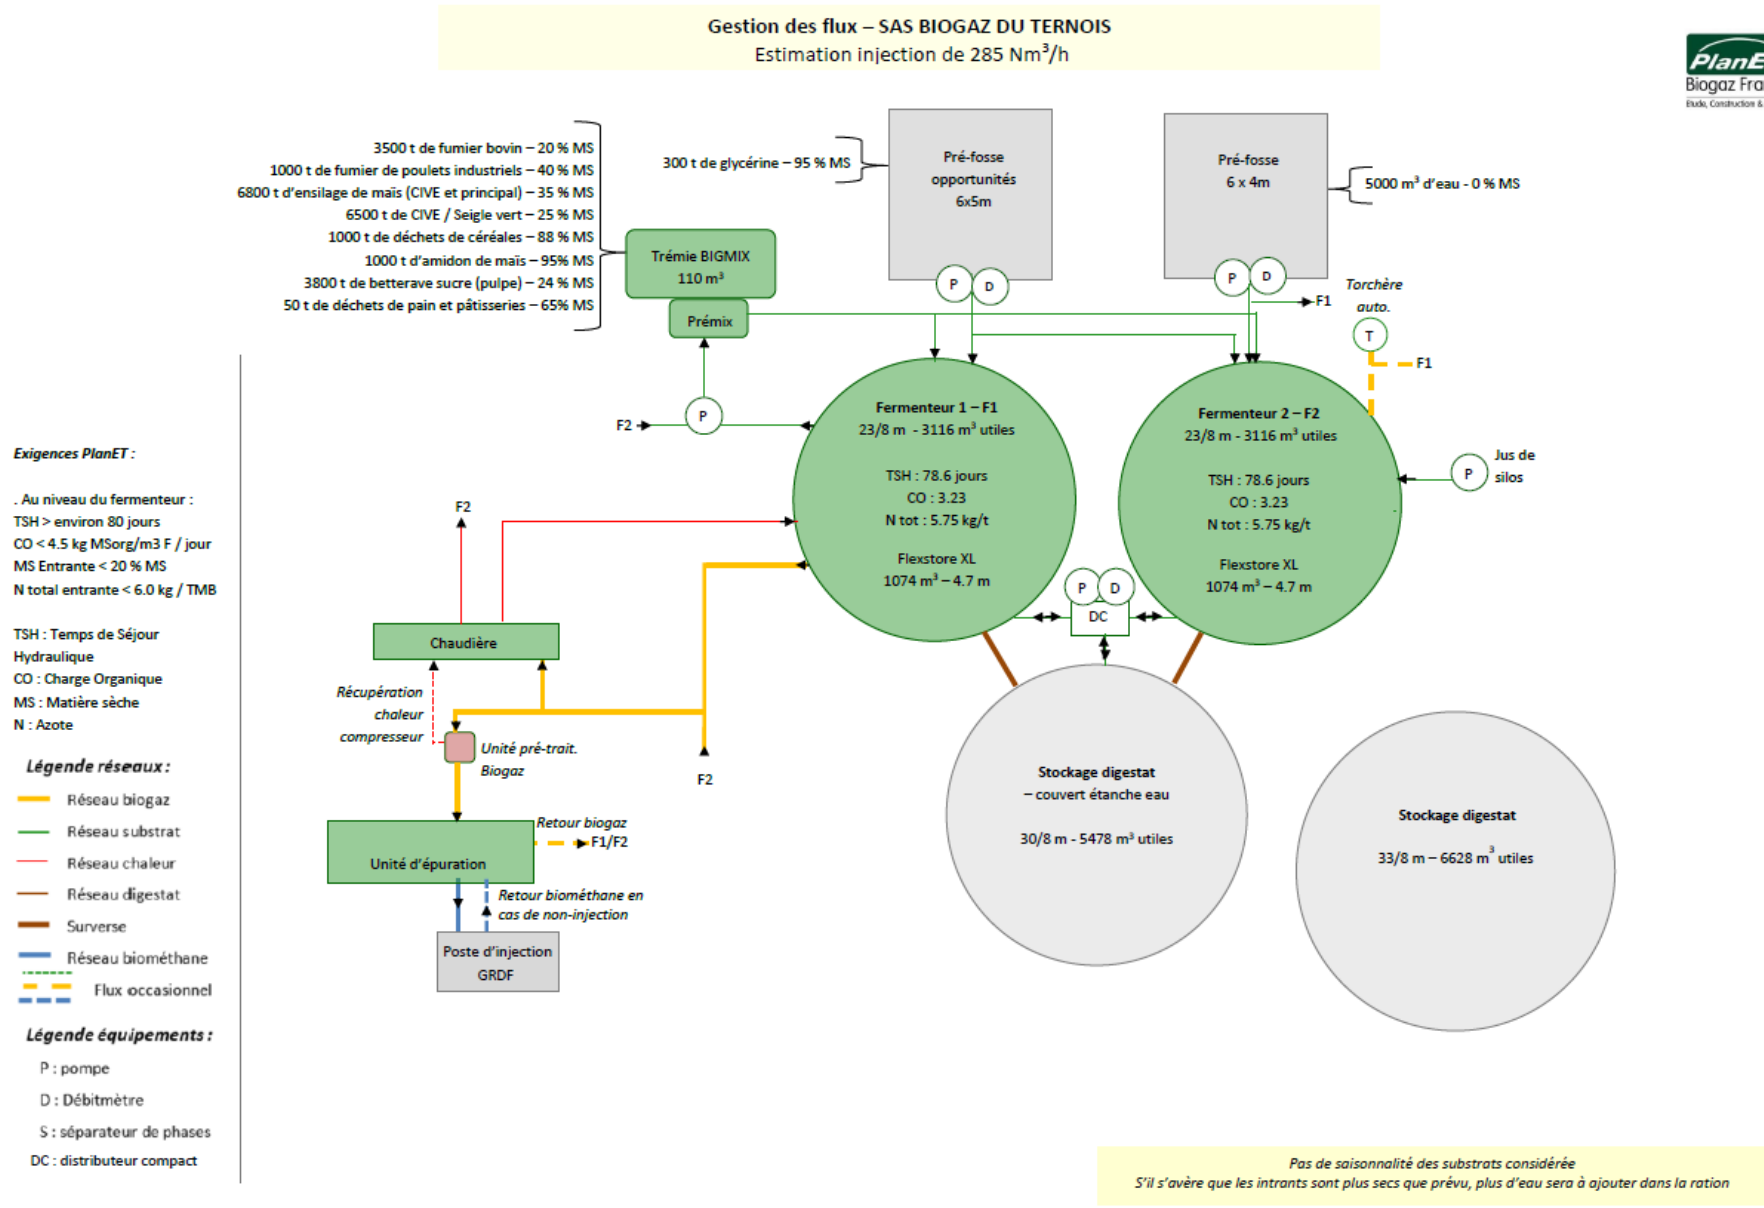 Gestion des flux – SAS BIOGAZ DU TERNOIS
Estimation injection de 285 Nm³/h
Biogaz Fra
3500 t de fumier bovin – 20 % MS
1000 t de fumier de poulets industriels – 40 % MS
6800 t d'ensilage de maïs (CIVE et principal) – 35 % MS
6500 t de CIVE / Seigle vert – 25 % MS
1000 t de déchets de céréales – 88 % MS
1000 t d'amidon de maïs – 95% MS
3800 t de betterave sucre (pulpe) – 24 % MS
50 t de déchets de pain et pâtisseries – 65% MS
Trémie BIGMIX
110 m³
Prémix
300 t de glycérine – 95 % MS
Pré-fosse
opportunités
6x5m
P
D
Pré-fosse
6 x 4m
5000 m³ d'eau - 0 % MS
P
D
F1
Torchère
auto.
T
F1
F2
P
Fermenteur 1 – F1
23/8 m - 3116 m³ utiles
TSH : 78.6 jours
CO : 3.23
N tot : 5.75 kg/t
Flexstore XL
1074 m³ – 4.7 m
Fermenteur 2 – F2
23/8 m - 3116 m³ utiles
TSH : 78.6 jours
CO : 3.23
N tot : 5.75 kg/t
Flexstore XL
1074 m³ – 4.7 m
P
Jus de
silos
P
D
DC
F2
Chaudière
Récupération
chaleur
compresseur
Unité pré-trait.
Biogaz
F2
Unité d'épuration
Retour biogaz
F1/F2
Retour biométhane en
cas de non-injection
Poste d'injection
GRDF
Stockage digestat
– couvert étanche eau
30/8 m - 5478 m³ utiles
Stockage digestat
33/8 m – 6628 m³ utiles
Exigences PlanET :
. Au niveau du fermenteur :
TSH > environ 80 jours
CO < 4.5 kg MSorg/m3 F / jour
MS Entrante < 20 % MS
N total entrante < 6.0 kg / TMB
TSH : Temps de Séjour
Hydraulique
CO : Charge Organique
MS : Matière sèche
N : Azote
Légende réseaux :
Réseau biogaz
Réseau substrat
Réseau chaleur
Réseau digestat
Surverse
Réseau biométhane
Flux occasionnel
Légende équipements :
P : pompe
D : Débitmètre
S : séparateur de phases
DC : distributeur compact
Pas de saisonnalité des substrats considérée
S'il s'avère que les intrants sont plus secs que prévu, plus d'eau sera à ajouter dans la ration